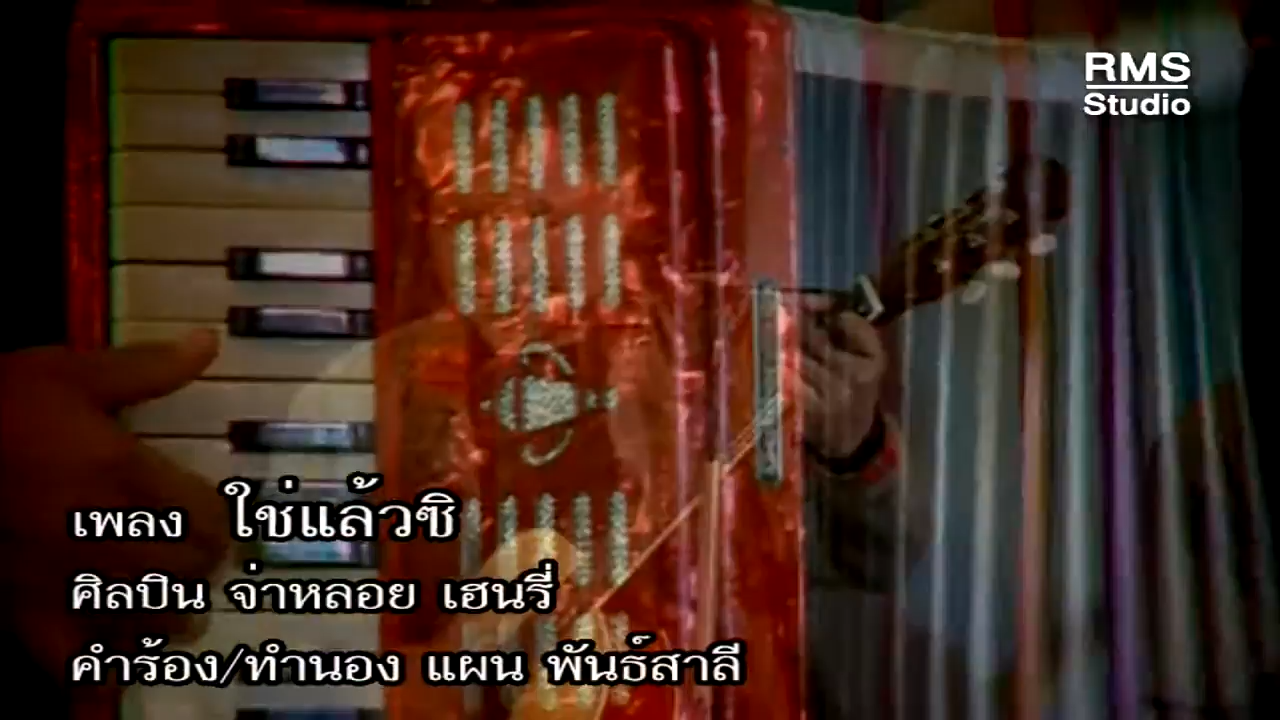 RMS
Studio
เพลง ใช่แล้วซิ
ศิลปิน จ่าหลอย เฮนรี่
คำร้อง/ทำนอง แผน พันธ์สาลี